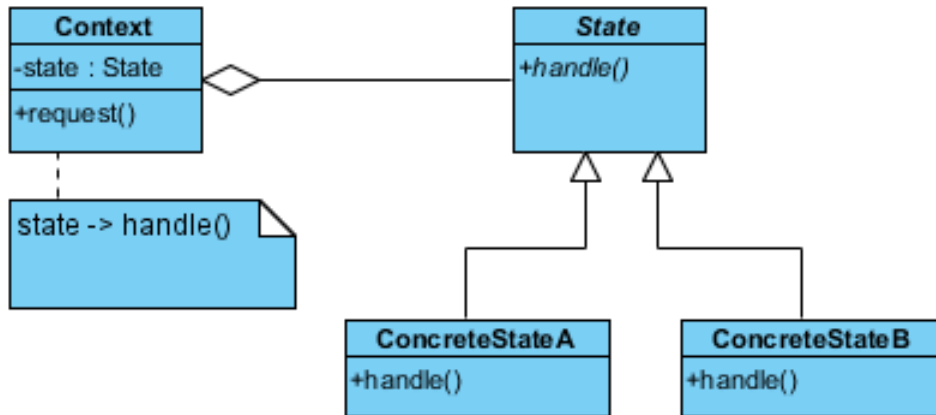 Context
-state : State
+request()
State
+handle()
state -> handle()
ConcreteStateA
+handle()
ConcreteStateB
+handle()